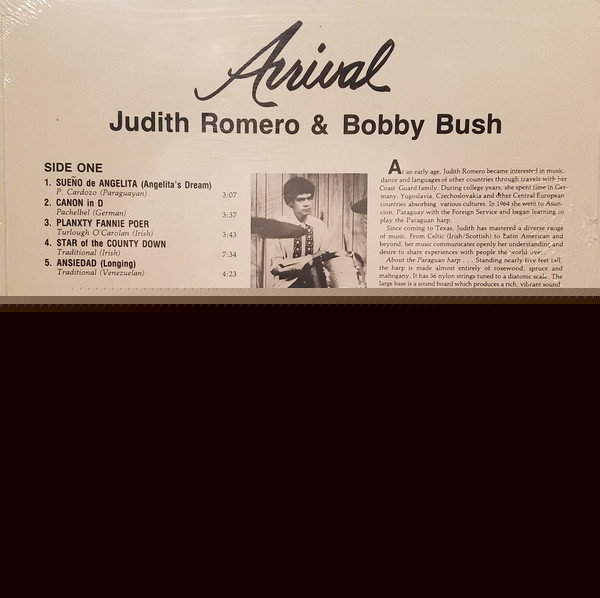 Arrival
Judith Romero & Bobby Bush
SIDE ONE
1. SUEÑO de ANGELITA (Angelita's Dream)
P. Cardozo (Paraguayan) 3:07
2. CANON in D
Pachelbel (German) 3:37
3. PLANXTY FANNIE POER
Turlough O'Carolan (Irish) 3:43
4. STAR of the COUNTY DOWN
Traditional (Irish) 7:34
5. ANSIEDAD (Longing)
Traditional (Venezuelan) 4:23
At an early age, Judith Romero became interested in music,
dance and languages of other countries through travels with her
Coast Guard family. During college years, she spent time in Ger-
many, Yugoslavia, Czechoslovakia and other Central European
countries absorbing various cultures. In 1964 she went to Asun-
cion, Paraguay with the Foreign Service and began learning to
play the Paraguan harp.
Since coming to Texas, Judith has mastered a diverse range
of music. From Celtic (Irish/Scottish) to Latin American and
beyond, her music communicates openly her understanding and
desire to share experiences with people the world over.
About the Paraguan harp . . . Standing nearly five feet tall,
the harp is made almost entirely of rosewood, spruce and
mahogany. It has 36 nylon strings tuned to a diatonic scale. The
large base is a sound board which produces a rich, vibrant sound